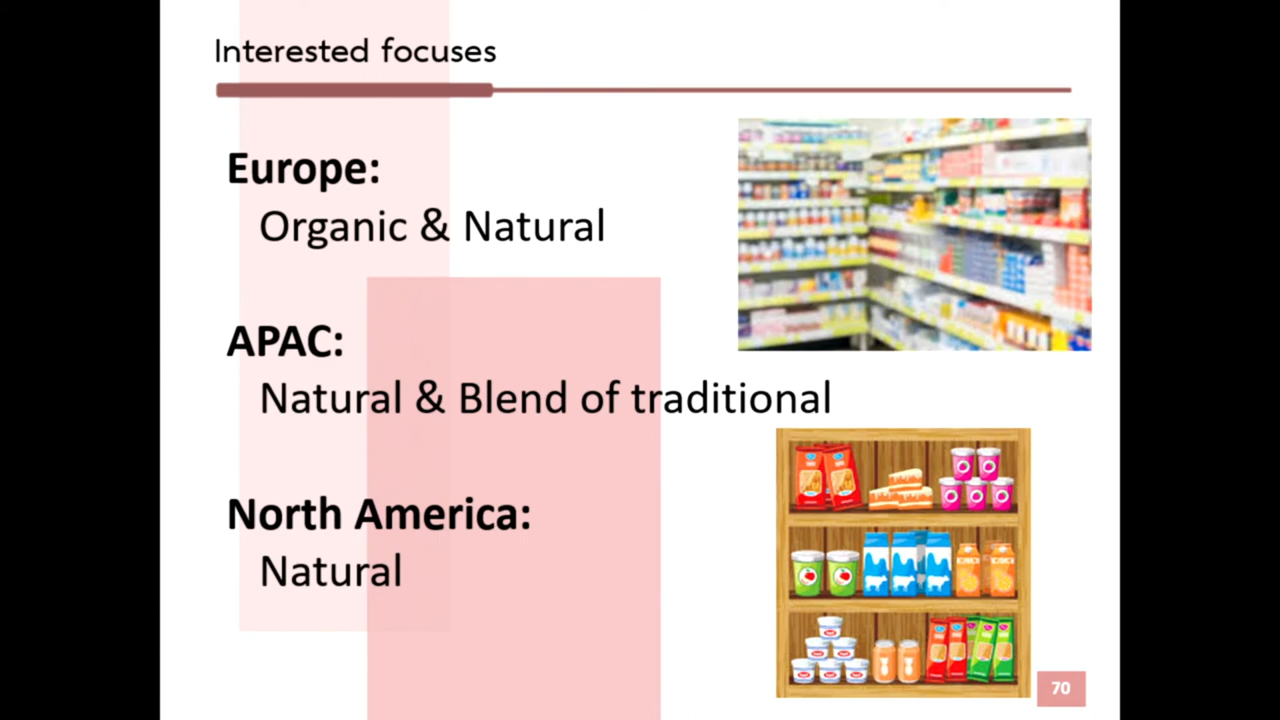 Interested focuses
Europe:
Organic & Natural
APAC:
Natural & Blend of traditional
North America:
Natural
70